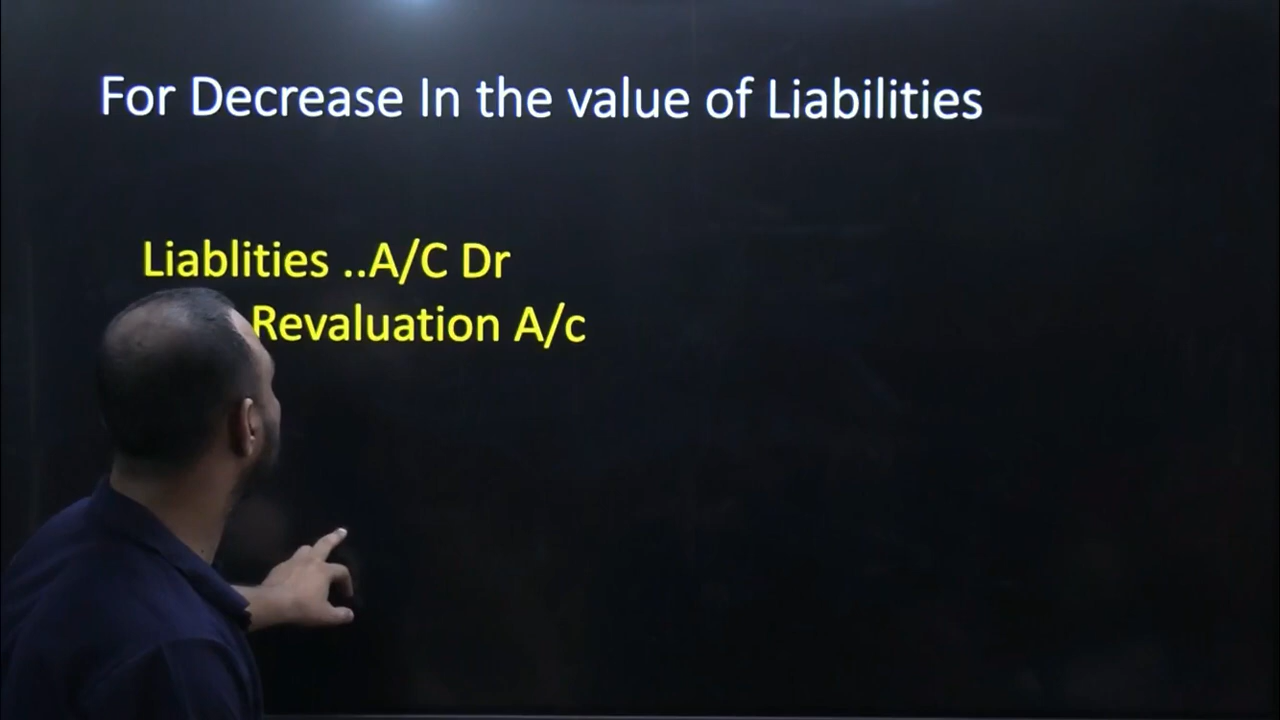 For Decrease In the value of Liabilities
Liablities ..A/C Dr
Revaluation A/c